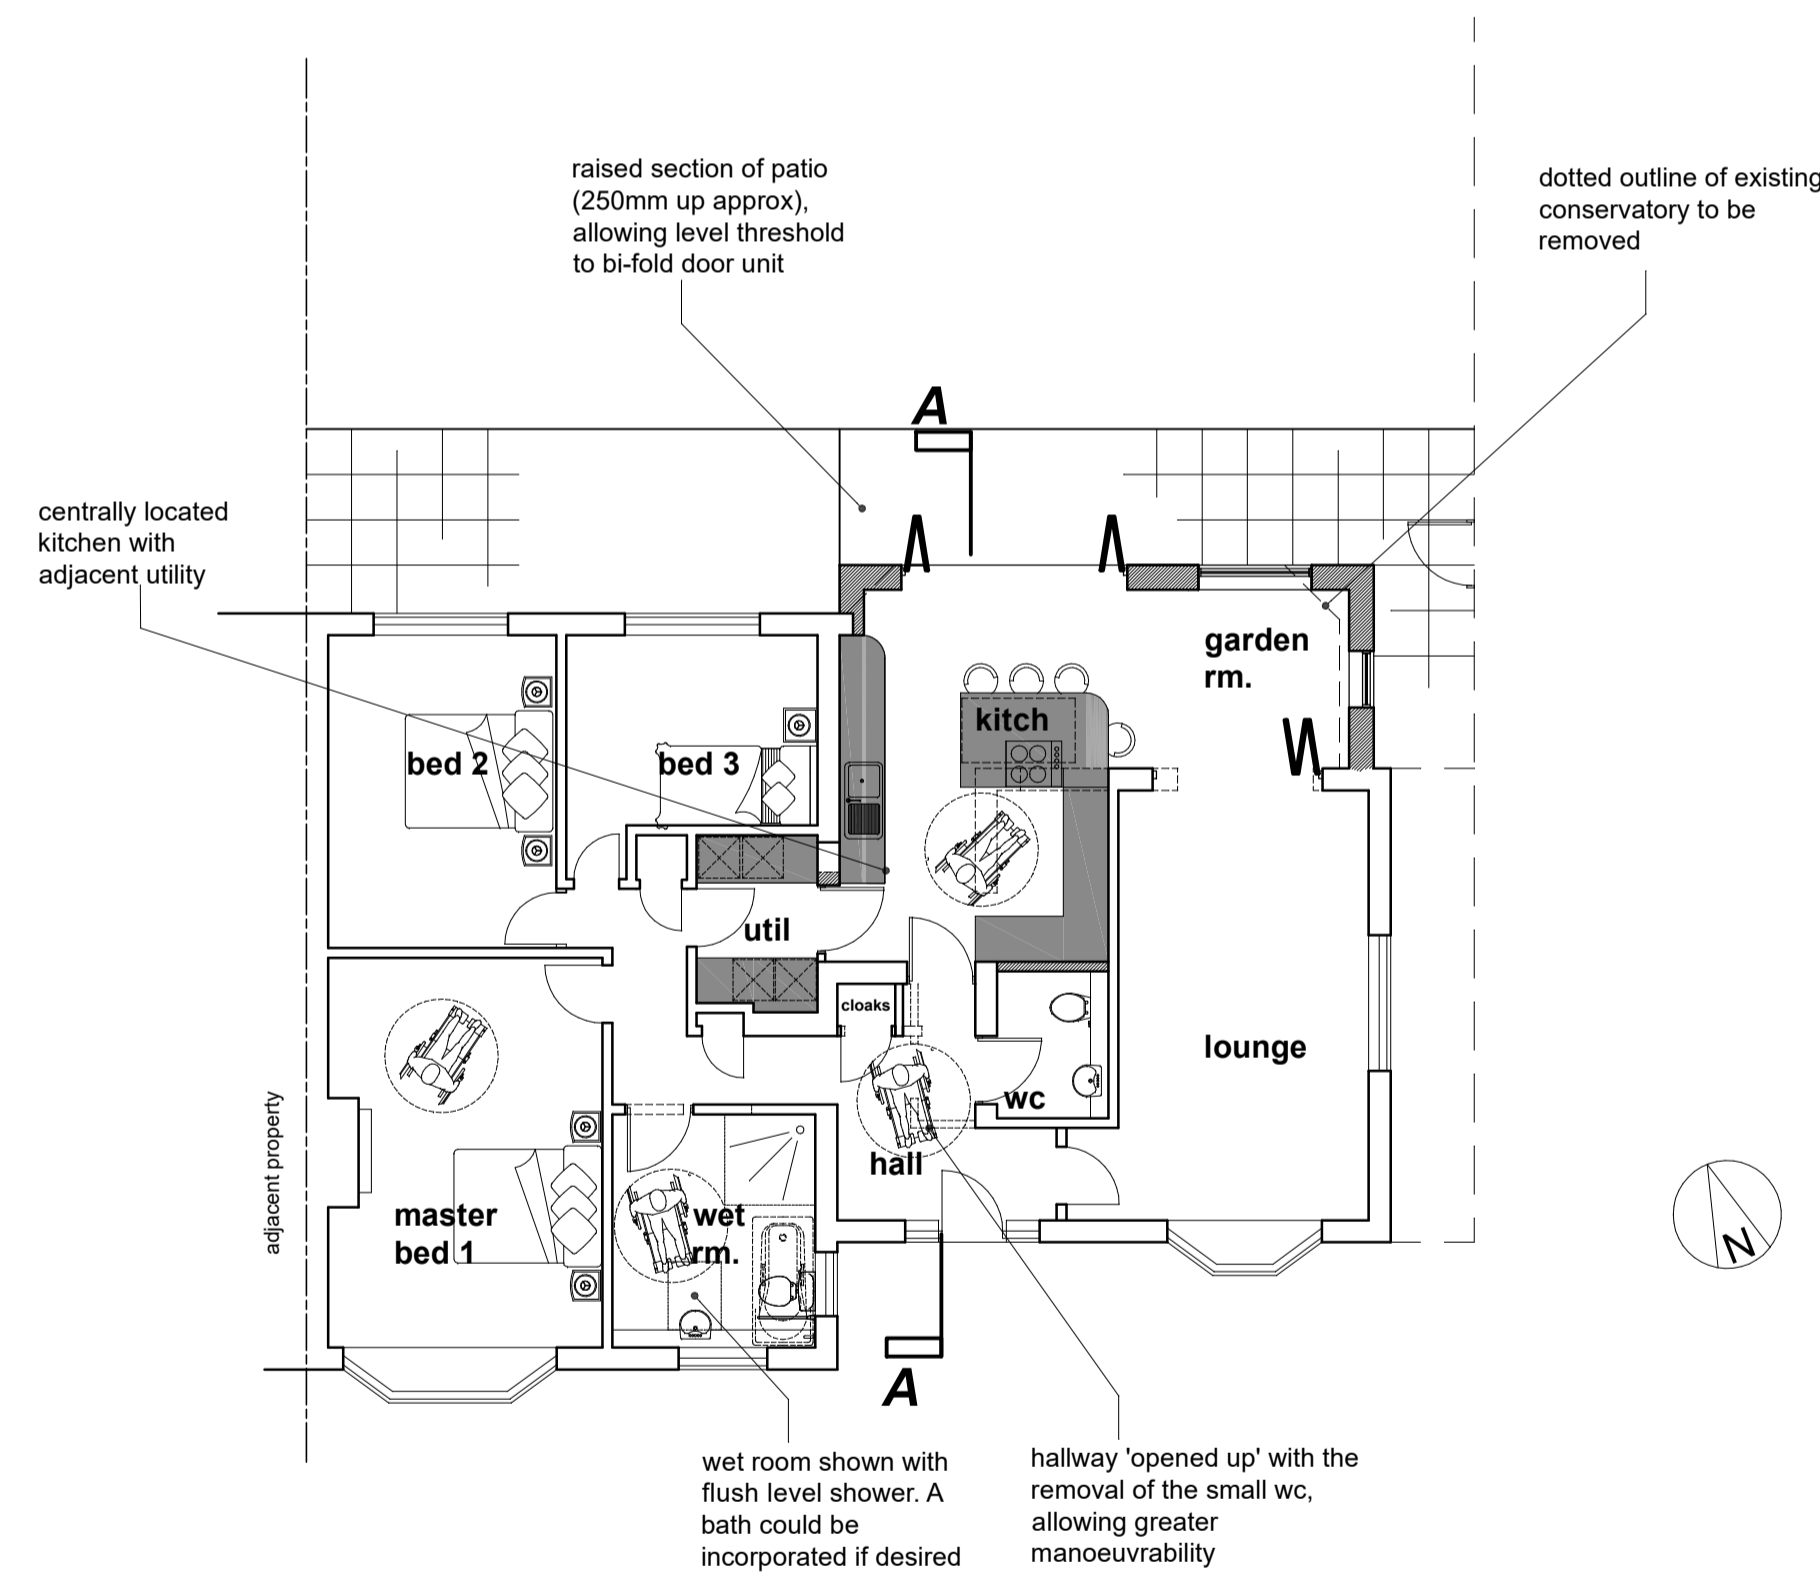 raised section of patio
(250mm up approx),
allowing level threshold
to bi-fold door unit
dotted outline of existing
conservatory to be
removed
A
centrally located
kitchen with
adjacent utility
garden
rm.
kitch
bed 2
bed 3
util
cloaks
lounge
wc
hall
adjacent property
master
bed 1
wet
rm.
N
A
wet room shown with
flush level shower. A
bath could be
incorporated if desired
hallway 'opened up' with the
removal of the small wc,
allowing greater
manoeuvrability